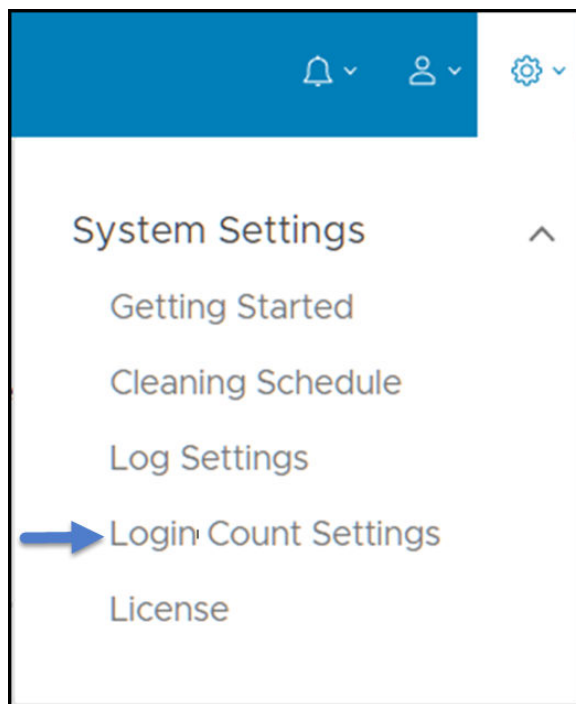 System Settings
Getting Started
Cleaning Schedule
Log Settings
Login Count Settings
License